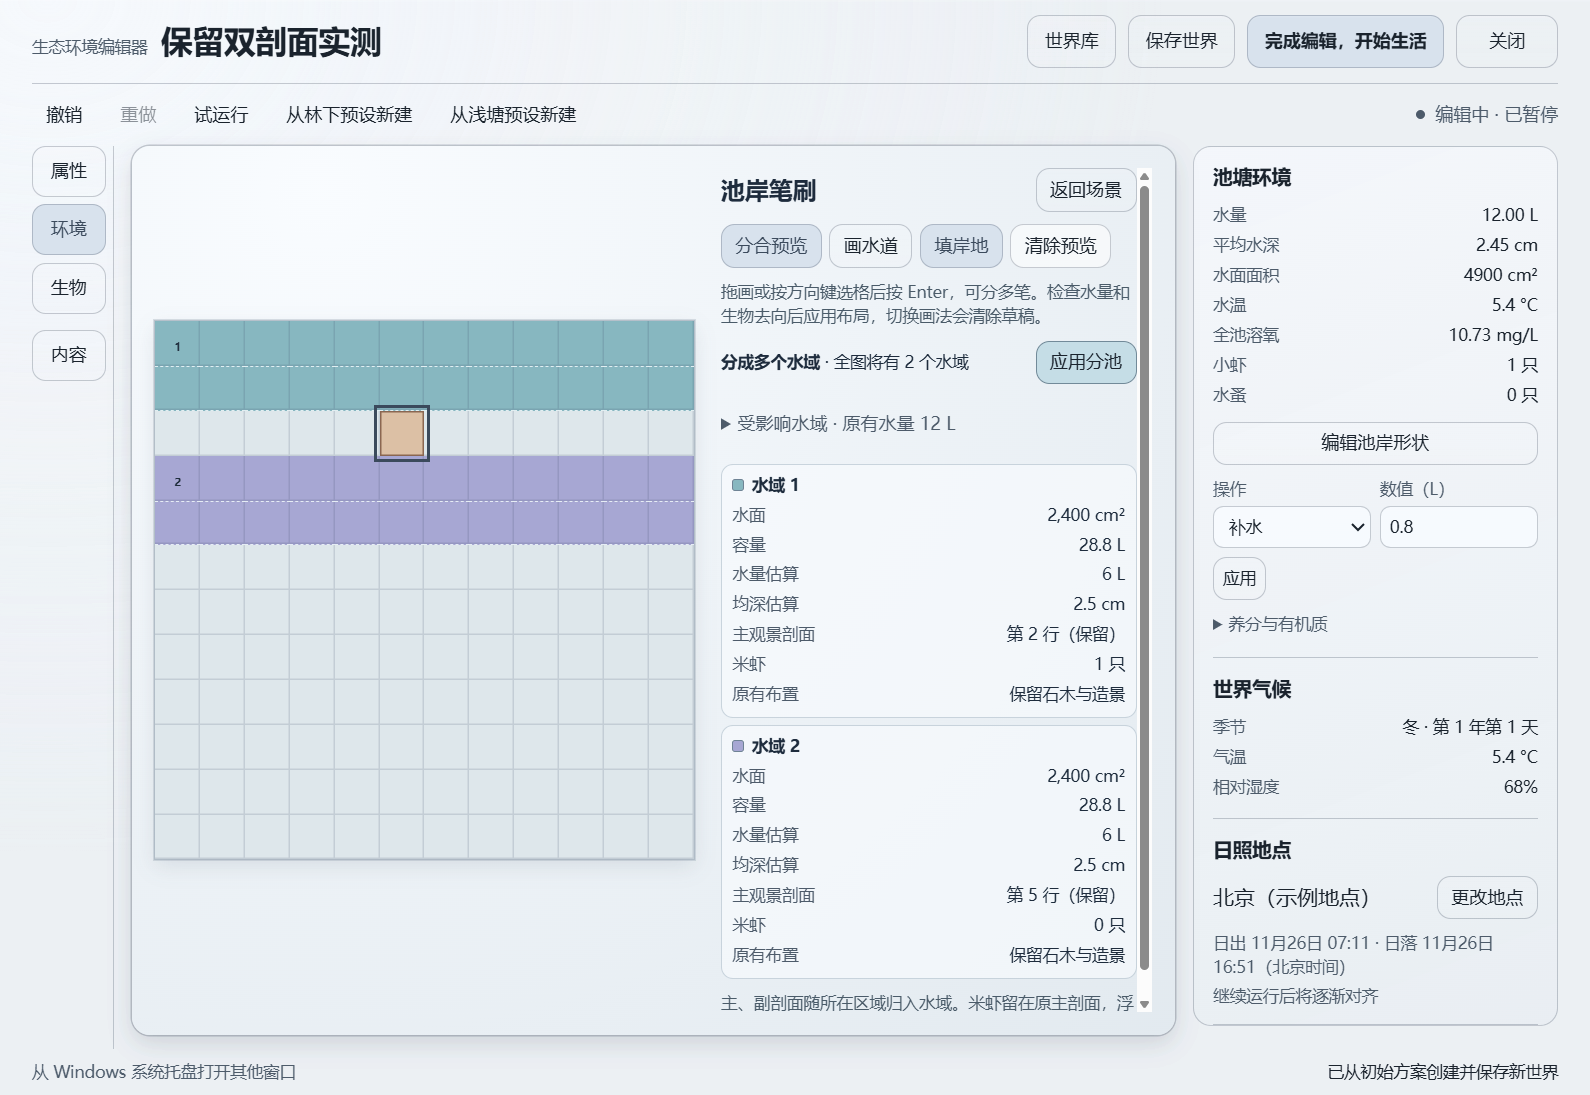 生态环境编辑器 保留双剖面实测
世界库 保存世界 完成编辑，开始生活 关闭
撤销 重做 试运行 从林下预设新建 从浅塘预设新建
编辑中 · 已暂停
属性
环境
生物
内容
1
2
池岸笔刷 返回场景
分合预览 画水道 填岸地 清除预览
拖画或按方向键选格后按 Enter，可分多笔。检查水量和
生物去向后应用布局，切换画法会清除草稿。
分成多个水域 · 全图将有 2 个水域 应用分池
受影响水域 · 原有水量 12 L
水域 1
水面 2,400 cm²
容量 28.8 L
水量估算 6 L
均深估算 2.5 cm
主观景剖面 第 2 行（保留）
米虾 1 只
原有布置 保留石木与造景
水域 2
水面 2,400 cm²
容量 28.8 L
水量估算 6 L
均深估算 2.5 cm
主观景剖面 第 5 行（保留）
米虾 0 只
原有布置 保留石木与造景
主、副剖面随所在区域归入水域。米虾留在原主剖面，浮
池塘环境
水量 12.00 L
平均水深 2.45 cm
水面面积 4900 cm²
水温 5.4 °C
全池溶氧 10.73 mg/L
小虾 1 只
水蚤 0 只
编辑池岸形状
操作 数值（L）
补水 0.8
应用
养分与有机质
世界气候
季节 冬 · 第 1 年第 1 天
气温 5.4 °C
相对湿度 68%
日照地点
北京（示例地点） 更改地点
日出 11月26日 07:11 · 日落 11月26日
16:51（北京时间）
继续运行后将逐渐对齐
从 Windows 系统托盘打开其他窗口
已从初始方案创建并保存新世界